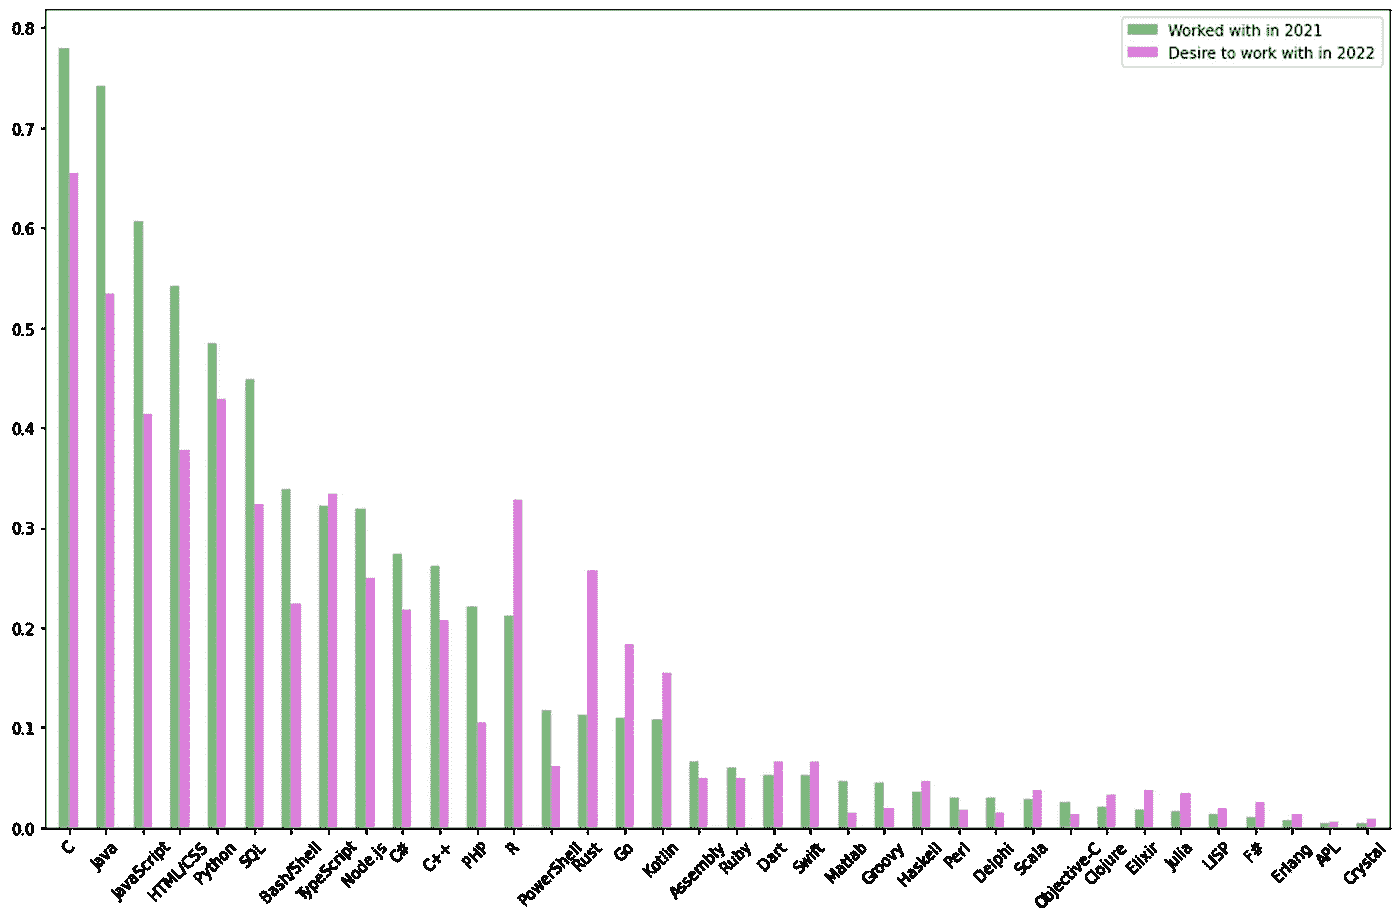 Worked with in 2021
Desire to work with in 2022
0.8
0.7
0.6
0.5
0.4
0.3
0.2
0.1
0.0
C
Java
JavaScript
HTML/CSS
Python
SQL
Bash/Shell
TypeScript
Node.js
C#
C++
PHP
R
PowerShell
Rust
Go
Kotlin
Assembly
Ruby
Dart
Swift
Matlab
Groovy
Haskell
Perl
Delphi
Scala
Objective-C
Clojure
Elixir
Julia
LISP
F#
Erlang
APL
Crystal